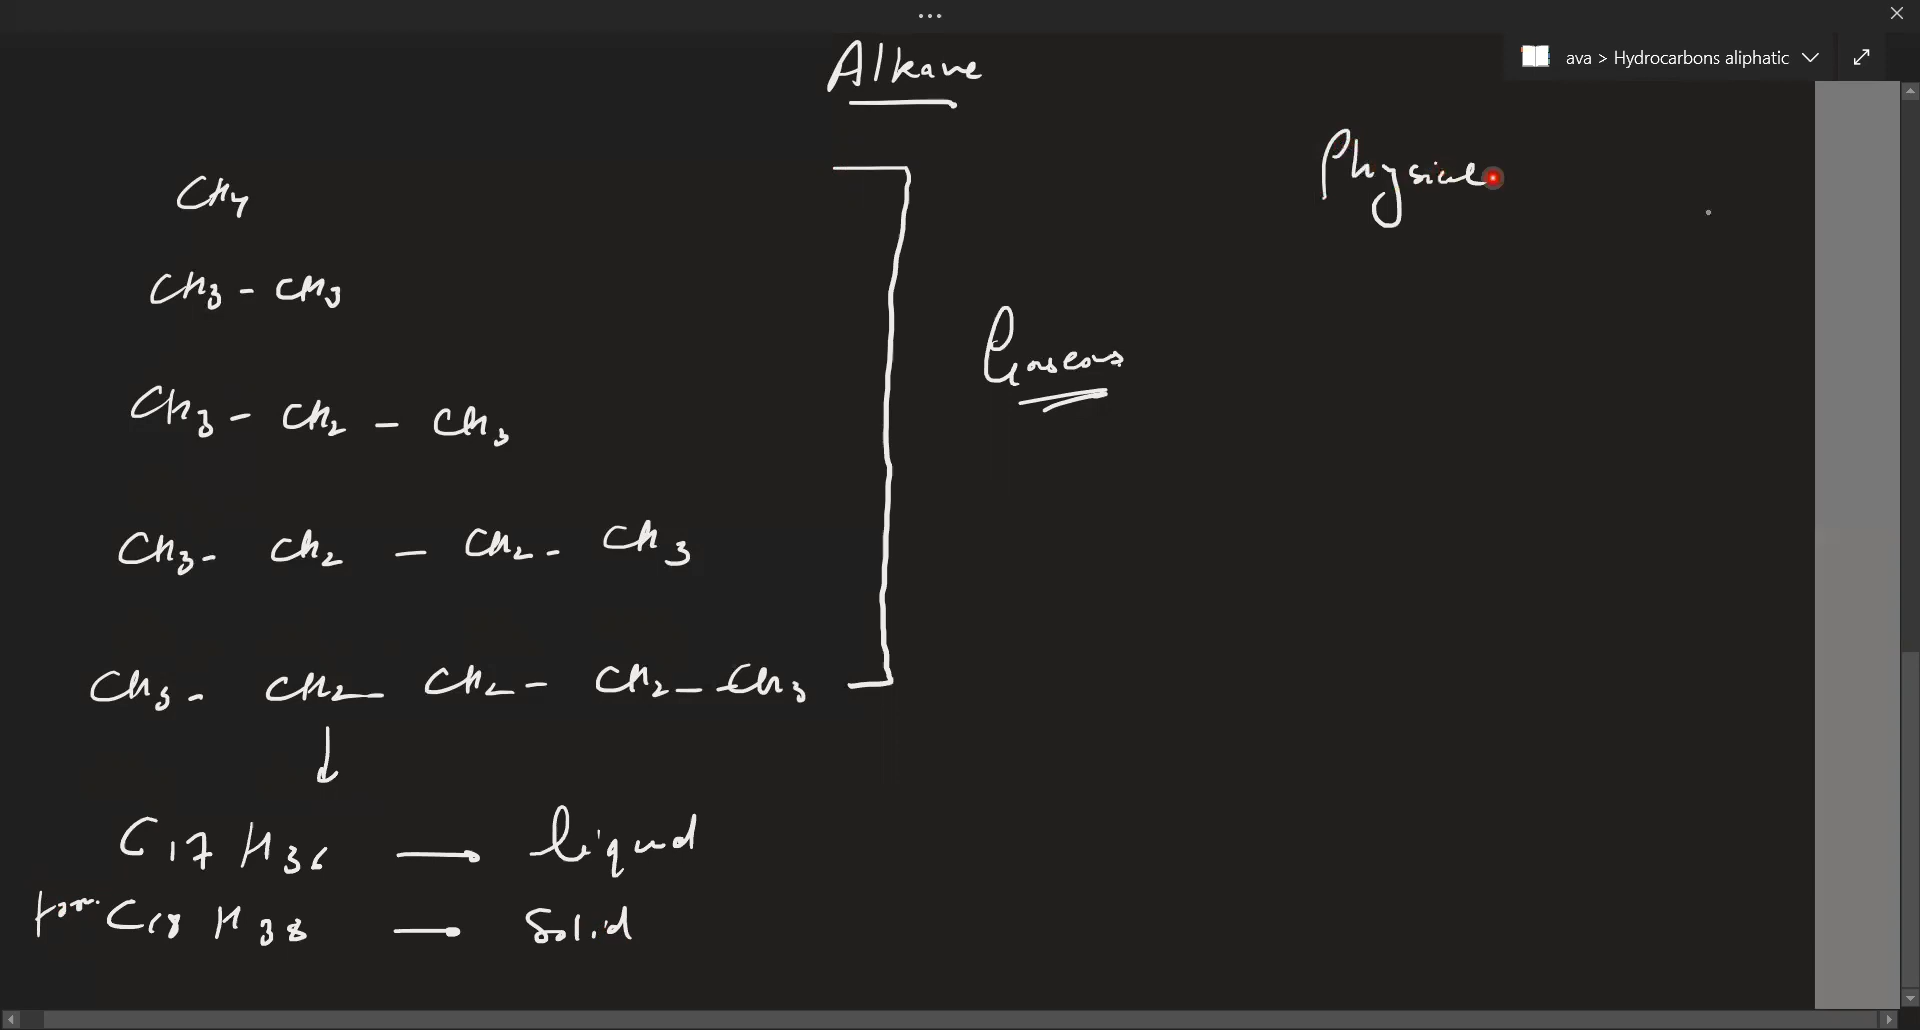 ...
Alkane
ava > Hydrocarbons aliphatic
Physical
CH4
CH3 - CH3
Gaseous
CH3 - CH2 - CH3
CH3 - CH2 - CH2 - CH3
CH3 - CH2 - CH2 - CH2 - CH3
↓
C17 H36 → liquid
from C18 H38 → Solid